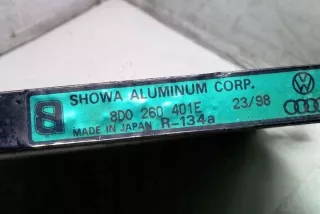 SHOWA ALUMINUM CORP.
8D0 260 401E 23/98
MADE IN JAPAN R-134a